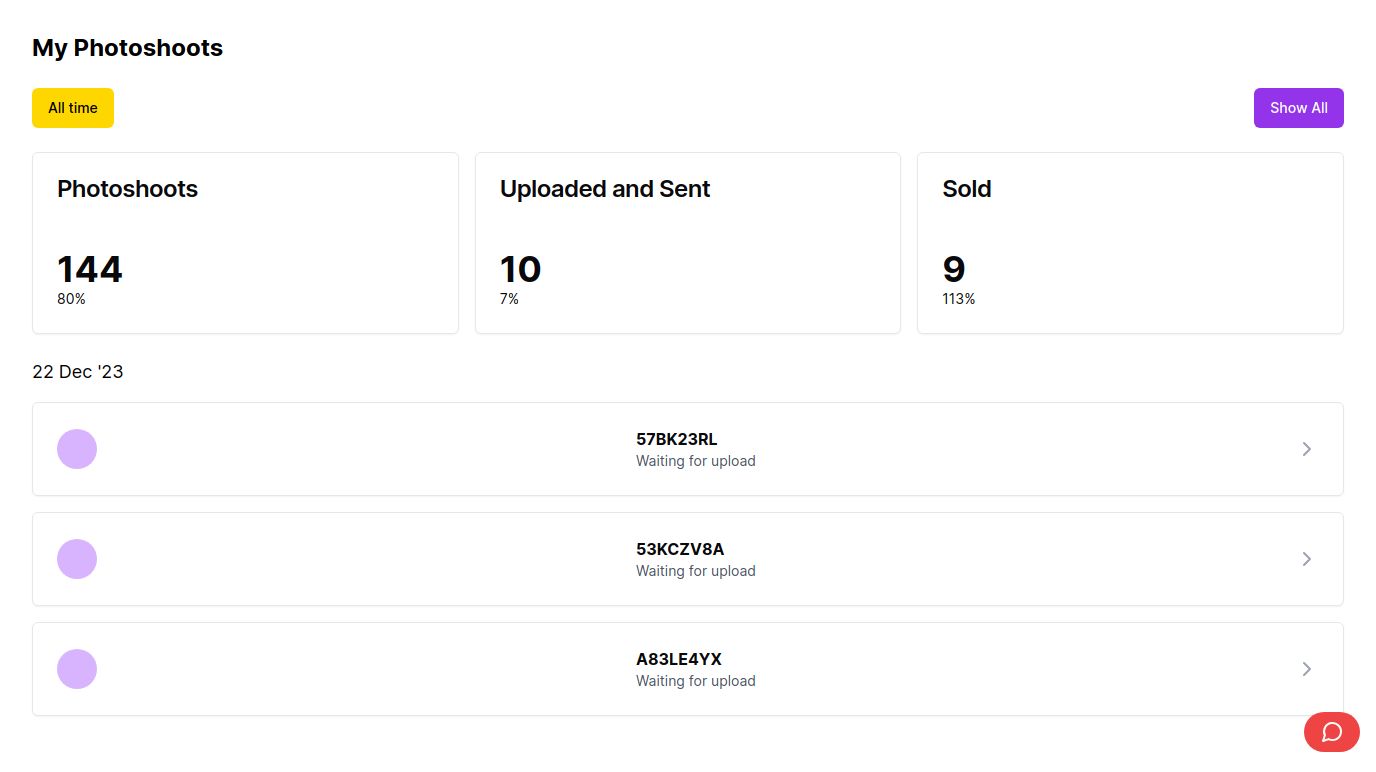 My Photoshoots
All time
Show All
Photoshoots
144
80%
Uploaded and Sent
10
7%
Sold
9
113%
22 Dec '23
57BK23RL
Waiting for upload
53KCZV8A
Waiting for upload
A83LE4YX
Waiting for upload